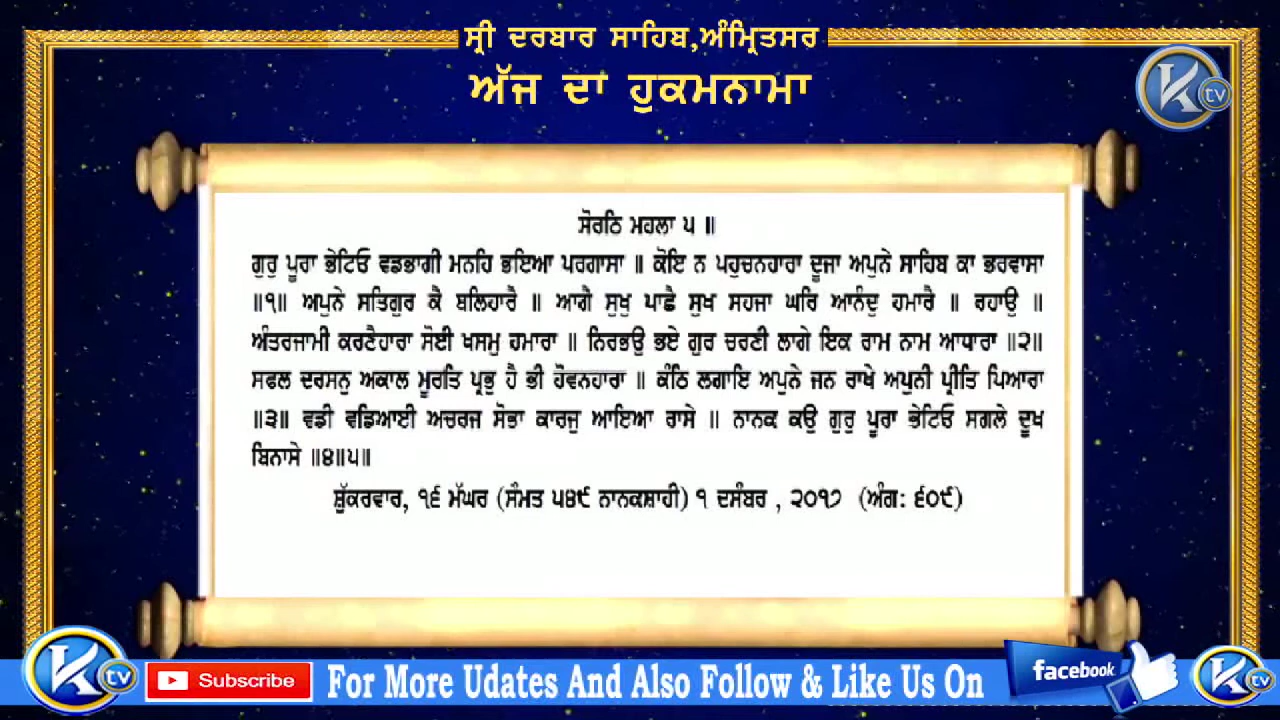 ਸ੍ਰੀ ਦਰਬਾਰ ਸਾਹਿਬ,ਅੰਮ੍ਰਿਤਸਰ
ਅੱਜ ਦਾ ਹੁਕਮਨਾਮਾ
K tv
ਸੋਰਠਿ ਮਹਲਾ ੫ ॥
ਗੁਰੁ ਪੂਰਾ ਭੇਟਿਓ ਵਡਭਾਗੀ ਮਨਹਿ ਭਇਆ ਪਰਗਾਸਾ ॥ ਕੋਇ ਨ ਪਹੁਚਨਹਾਰਾ ਦੂਜਾ ਅਪੁਨੇ ਸਾਹਿਬ ਕਾ ਭਰਵਾਸਾ
॥੧॥ ਅਪੁਨੇ ਸਤਿਗੁਰ ਕੈ ਬਲਿਹਾਰੈ ॥ ਆਗੈ ਸੁਖੁ ਪਾਛੈ ਸੁਖ ਸਹਜਾ ਘਰਿ ਆਨੰਦੁ ਹਮਾਰੈ ॥ ਰਹਾਉ ॥
ਅੰਤਰਜਾਮੀ ਕਰਣੈਹਾਰਾ ਸੋਈ ਖਸਮੁ ਹਮਾਰਾ ॥ ਨਿਰਭਉ ਭਏ ਗੁਰ ਚਰਣੀ ਲਾਗੇ ਇਕ ਰਾਮ ਨਾਮ ਆਧਾਰਾ ॥੨॥
ਸਫਲ ਦਰਸਨੁ ਅਕਾਲ ਮੂਰਤਿ ਪ੍ਰਭੁ ਹੈ ਭੀ ਹੋਵਨਹਾਰਾ ॥ ਕੰਠਿ ਲਗਾਇ ਅਪੁਨੇ ਜਨ ਰਾਖੇ ਅਪੁਨੀ ਪ੍ਰੀਤਿ ਪਿਆਰਾ
॥੩॥ ਵਡੀ ਵਡਿਆਈ ਅਚਰਜ ਸੋਭਾ ਕਾਰਜੁ ਆਇਆ ਰਾਸੇ ॥ ਨਾਨਕ ਕਉ ਗੁਰੁ ਪੂਰਾ ਭੇਟਿਓ ਸਗਲੇ ਦੂਖ
ਬਿਨਾਸੇ ॥੪॥੫॥
ਸ਼ੁੱਕਰਵਾਰ, ੧੬ ਮੱਘਰ (ਸੰਮਤ ੫੪੯ ਨਾਨਕਸ਼ਾਹੀ) ੧ ਦਸੰਬਰ , ੨੦੧੭ (ਅੰਗ: ੬੦੯)
K tv Subscribe For More Udates And Also Follow & Like Us On facebook K tv